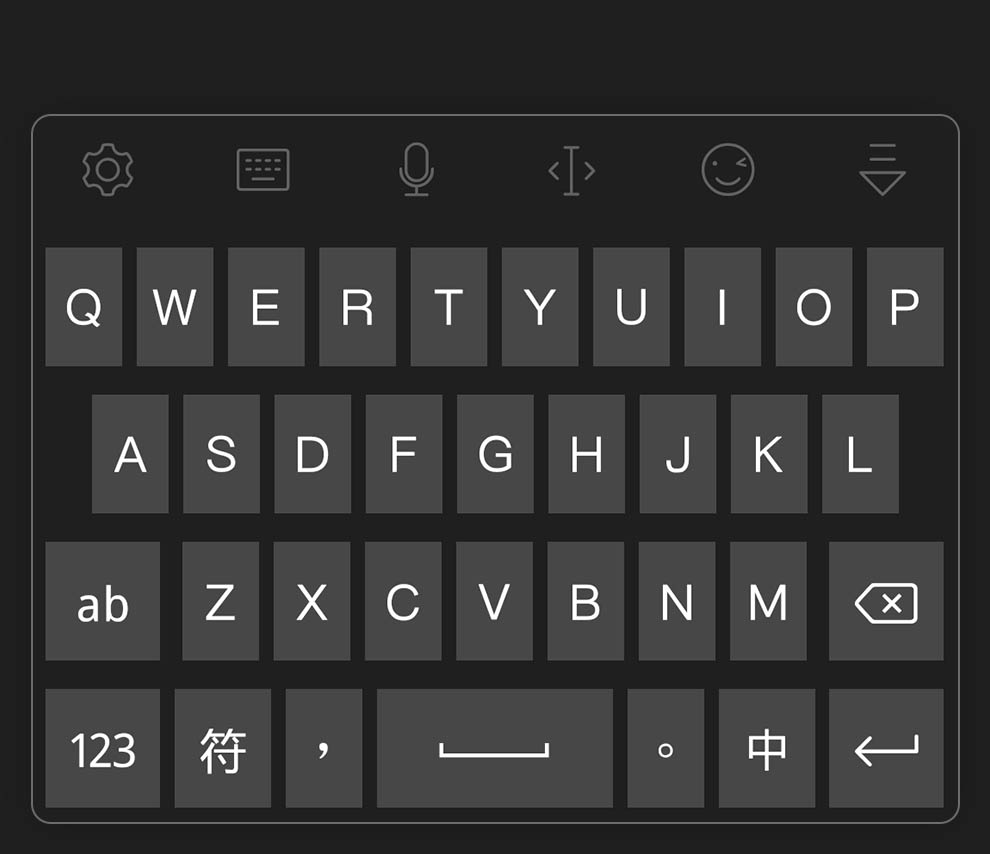 Q W E R T Y U I O P
A S D F G H J K L
ab Z X C V B N M
123 符 ， 。 中